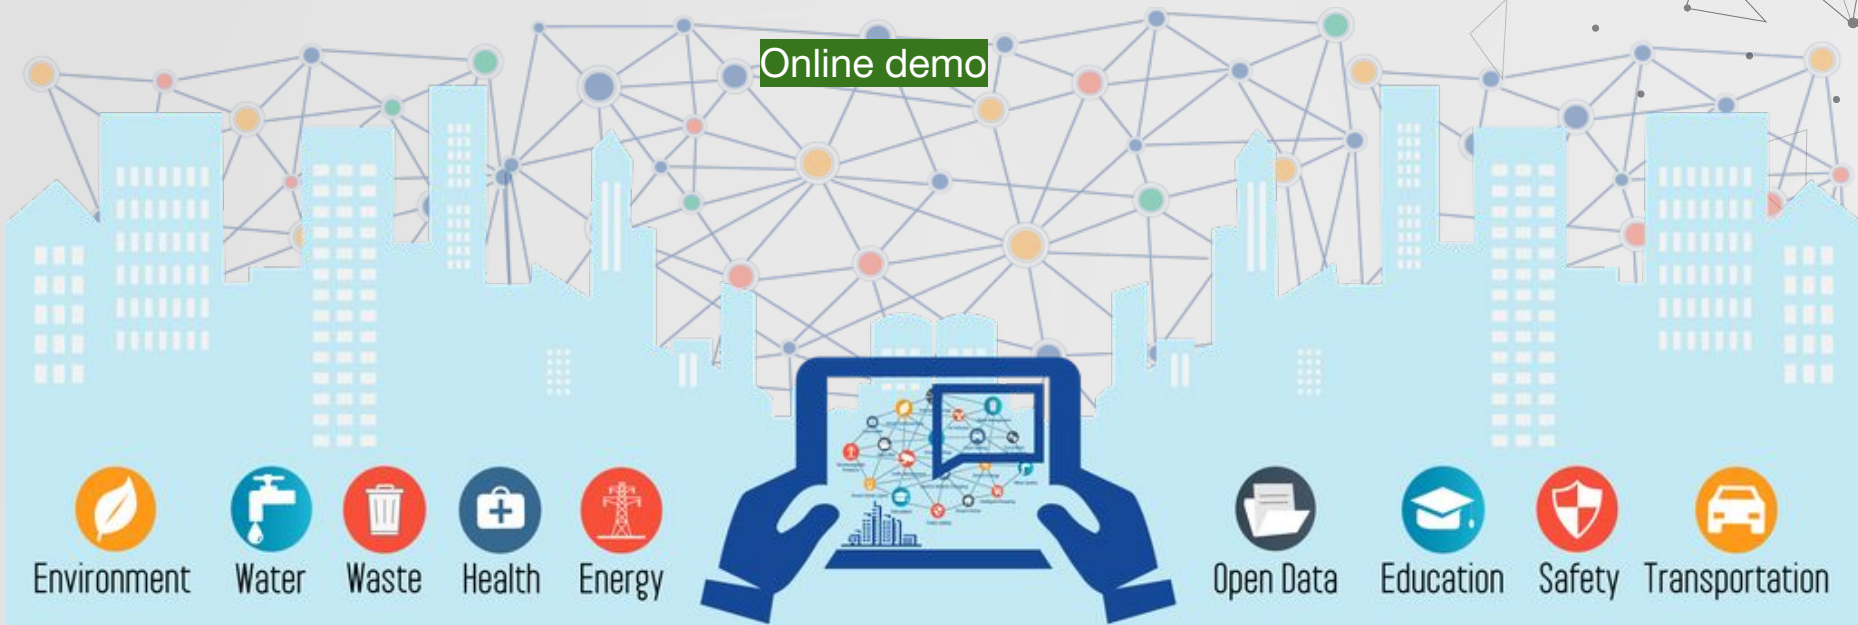 Online demo
Environment
Water
Waste
Health
Energy
Open Data
Education
Safety
Transportation